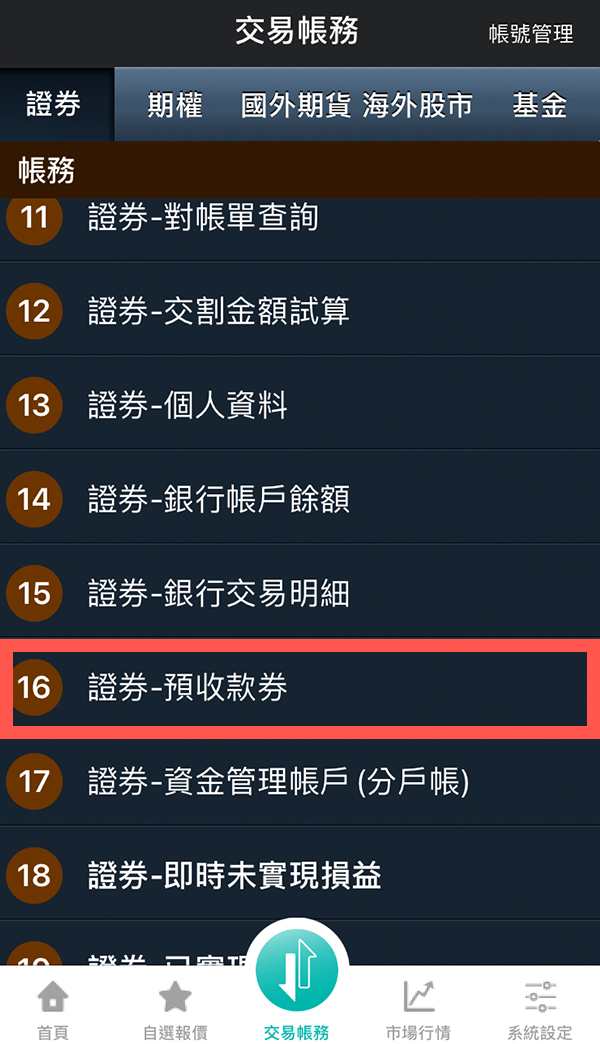 交易帳務
帳號管理
證券 期權 國外期貨 海外股市 基金
帳務
11 證券-對帳單查詢
12 證券-交割金額試算
13 證券-個人資料
14 證券-銀行帳戶餘額
15 證券-銀行交易明細
16 證券-預收款券
17 證券-資金管理帳戶 (分戶帳)
18 證券-即時未實現損益
19 證券-已實現
首頁 自選報價 交易帳務 市場行情 系統設定